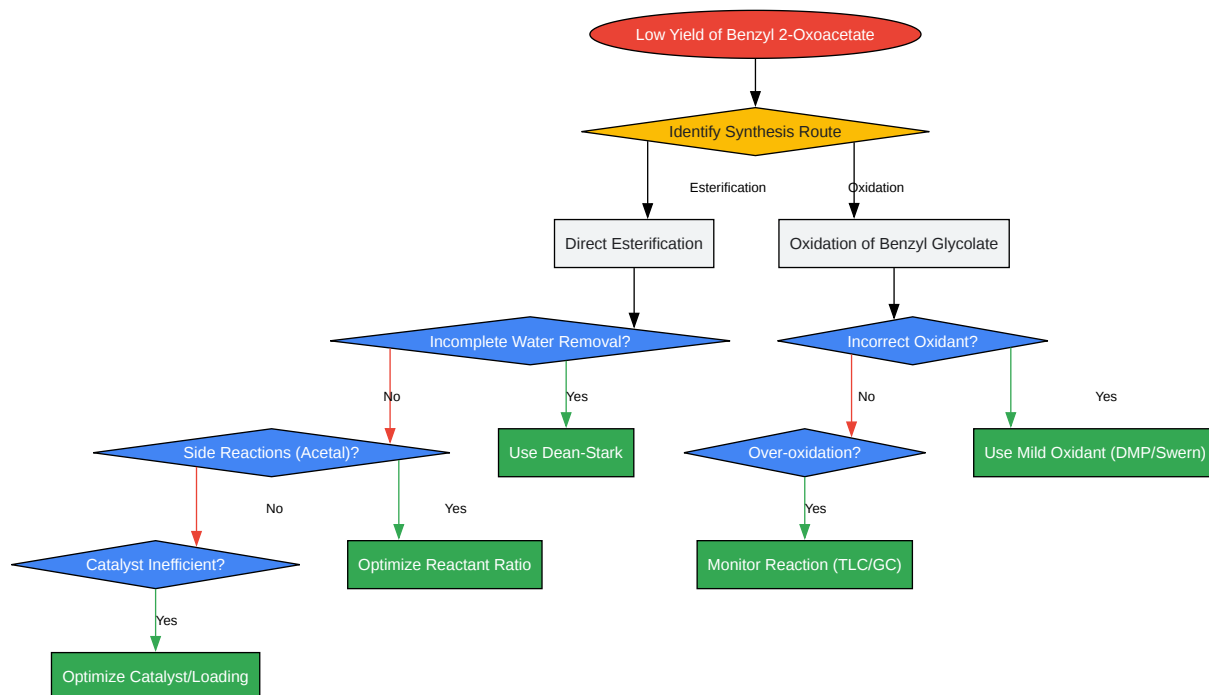 Low Yield of Benzyl 2-Oxoacetate
Identify Synthesis Route
Esterification
Oxidation
Direct Esterification
Oxidation of Benzyl Glycolate
Incomplete Water Removal?
Incorrect Oxidant?
No
Yes
No
Yes
Side Reactions (Acetal)?
Use Dean-Stark
Over-oxidation?
Use Mild Oxidant (DMP/Swern)
No
Yes
Yes
Catalyst Inefficient?
Optimize Reactant Ratio
Monitor Reaction (TLC/GC)
Yes
Optimize Catalyst/Loading